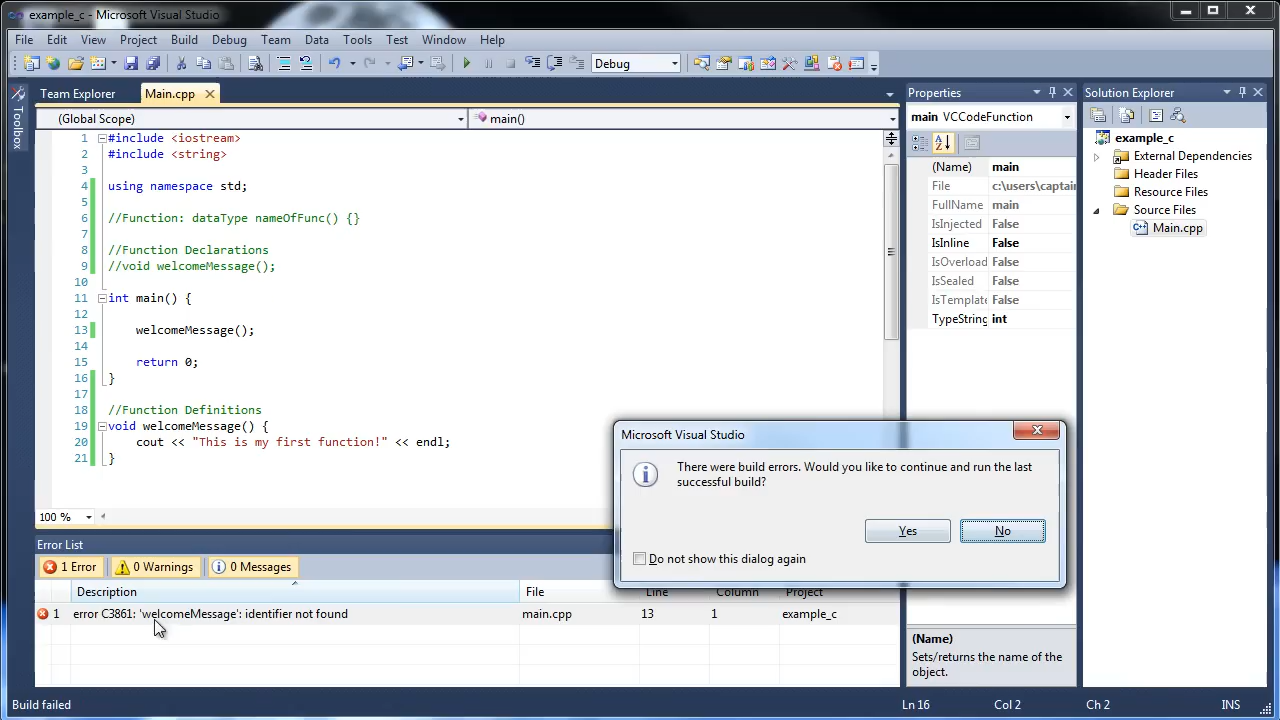 example_c - Microsoft Visual Studio
File Edit View Project Build Debug Team Data Tools Test Window Help
Debug
Toolbox
Team Explorer Main.cpp
(Global Scope) main()
1 #include <iostream>
2 #include <string>
3
4 using namespace std;
5
6 //Function: dataType nameOfFunc() {}
7
8 //Function Declarations
9 //void welcomeMessage();
10
11 int main() {
12
13 welcomeMessage();
14
15 return 0;
16 }
17
18 //Function Definitions
19 void welcomeMessage() {
20 cout << "This is my first function!" << endl;
21 }
100 %
Properties
main VCCodeFunction
(Name) main
File c:\users\captain
FullName main
IsInjected False
IsInline False
IsOverload False
IsSealed False
IsTemplate False
TypeString int
(Name)
Sets/returns the name of the
object.
Solution Explorer
example_c
External Dependencies
Header Files
Resource Files
Source Files
Main.cpp
Microsoft Visual Studio
There were build errors. Would you like to continue and run the last
successful build?
Yes No
Do not show this dialog again
Error List
1 Error 0 Warnings 0 Messages
Description File Line Column Project
1 error C3861: 'welcomeMessage': identifier not found main.cpp 13 1 example_c
Build failed Ln 16 Col 2 Ch 2 INS